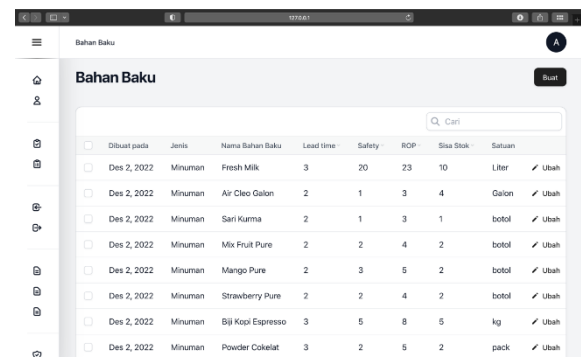 127.0.0.1
Bahan Baku
A
Bahan Baku
Buat
Cari
Dibuat pada Jenis Nama Bahan Baku Lead time Safety ROP Sisa Stok Satuan
Des 2, 2022 Minuman Fresh Milk 3 20 23 10 Liter Ubah
Des 2, 2022 Minuman Air Cleo Galon 2 1 3 4 Galon Ubah
Des 2, 2022 Minuman Sari Kurma 2 1 3 1 botol Ubah
Des 2, 2022 Minuman Mix Fruit Pure 2 2 4 2 botol Ubah
Des 2, 2022 Minuman Mango Pure 2 3 5 2 botol Ubah
Des 2, 2022 Minuman Strawberry Pure 2 2 4 2 botol Ubah
Des 2, 2022 Minuman Biji Kopi Espresso 3 5 8 5 kg Ubah
Des 2, 2022 Minuman Powder Cokelat 3 2 5 2 pack Ubah